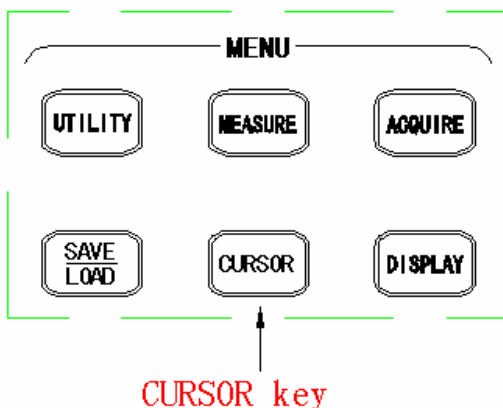 MENU
UTILITY MEASURE ACQUIRE
SAVE CURSOR DISPLAY
LOAD
CURSOR key